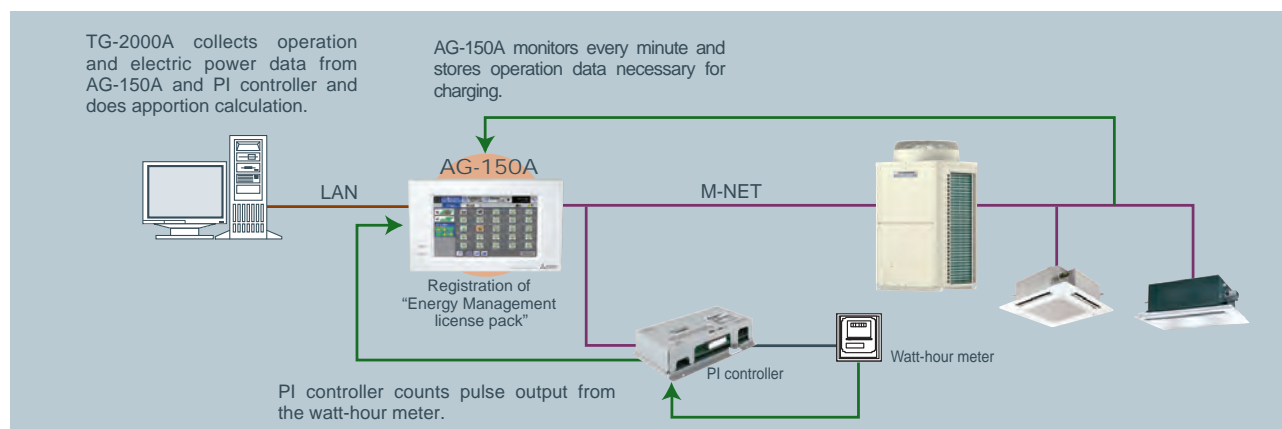 TG-2000A collects operation
and electric power data from
AG-150A and PI controller and
does apportion calculation.
AG-150A monitors every minute and
stores operation data necessary for
charging.
AG-150A
LAN
M-NET
Registration of
“Energy Management
license pack”
PI controller
Watt-hour meter
PI controller counts pulse output from
the watt-hour meter.